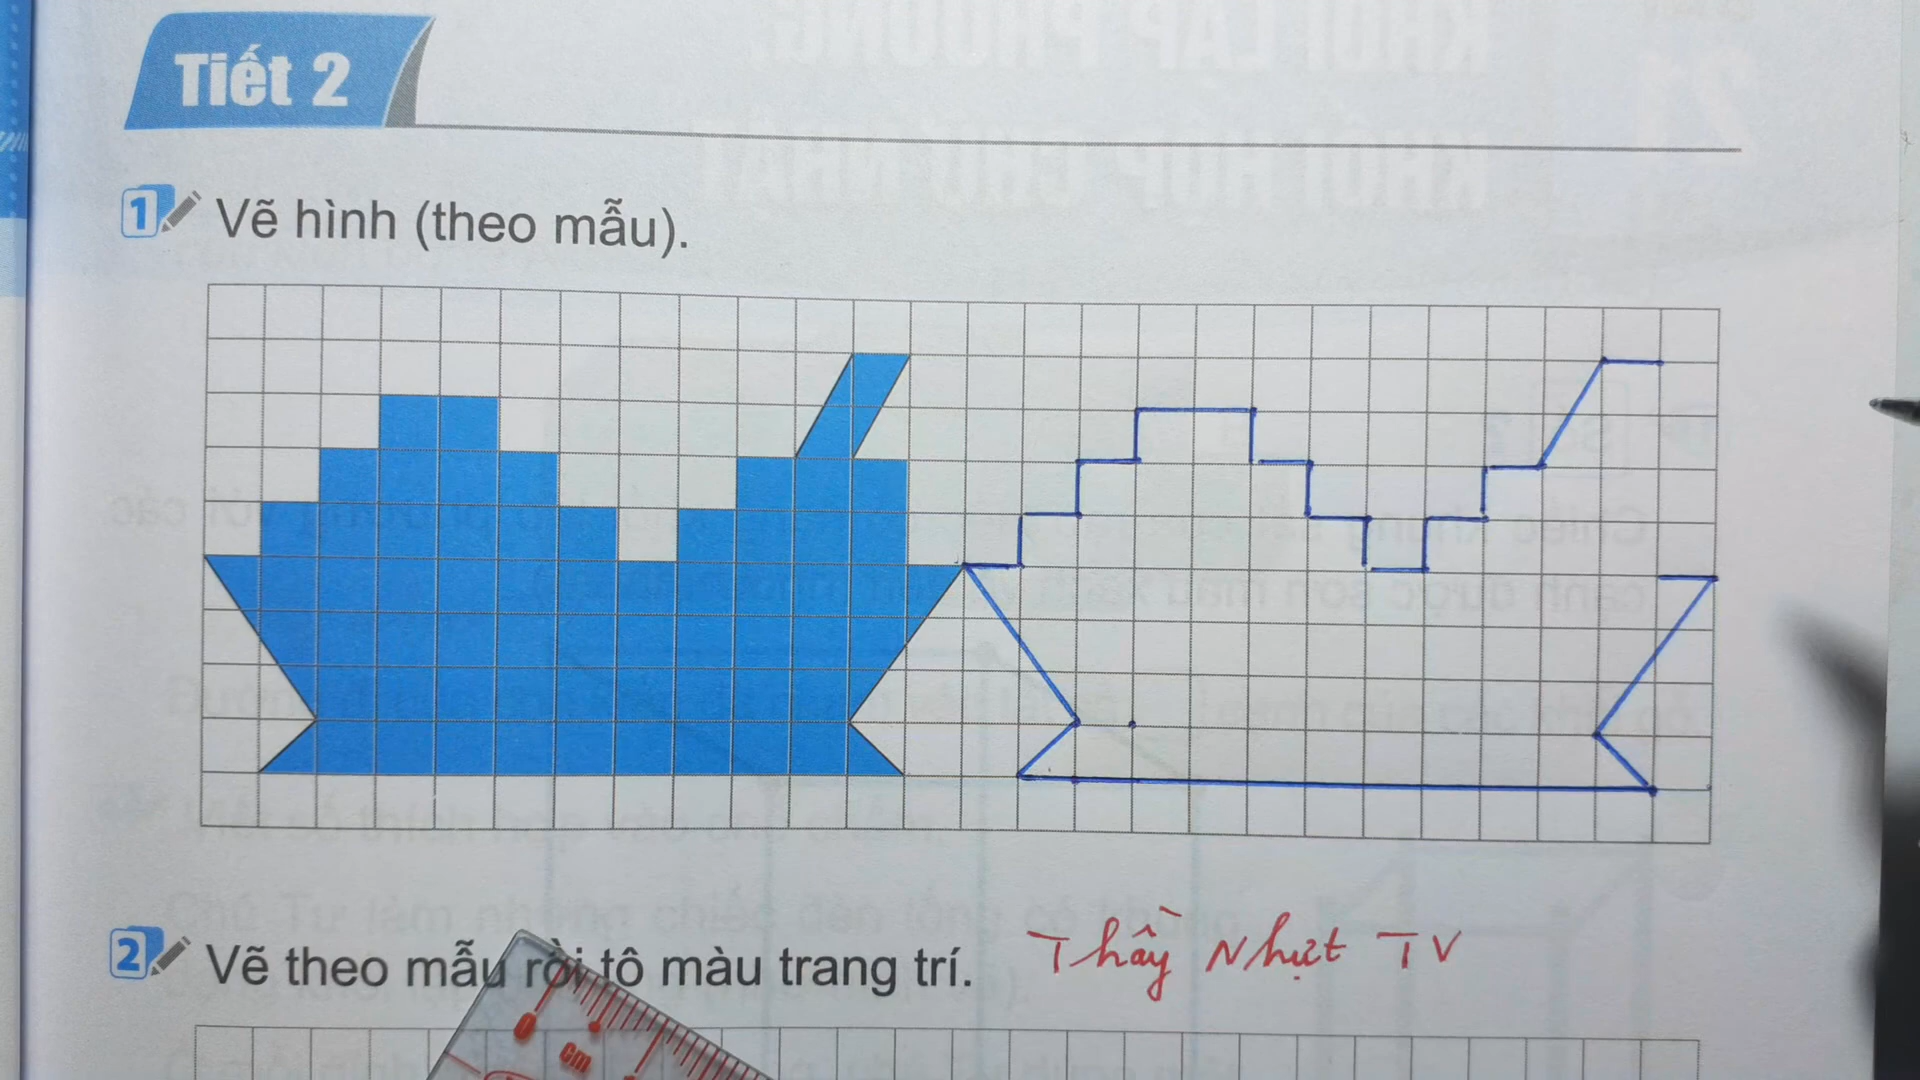 Tiết 2
1 Vẽ hình (theo mẫu).
2 Vẽ theo mẫu rồi tô màu trang trí.
Thầy Nhựt TV
0
cm